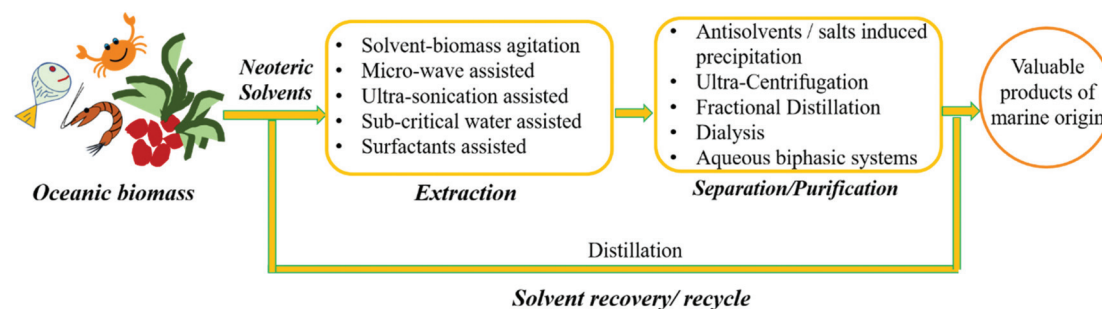 Neoteric
Solvents
Oceanic biomass
• Solvent-biomass agitation
• Micro-wave assisted
• Ultra-sonication assisted
• Sub-critical water assisted
• Surfactants assisted
Extraction
• Antisolvents / salts induced
precipitation
• Ultra-Centrifugation
• Fractional Distillation
• Dialysis
• Aqueous biphasic systems
Separation/Purification
Valuable
products of
marine origin
Distillation
Solvent recovery/ recycle